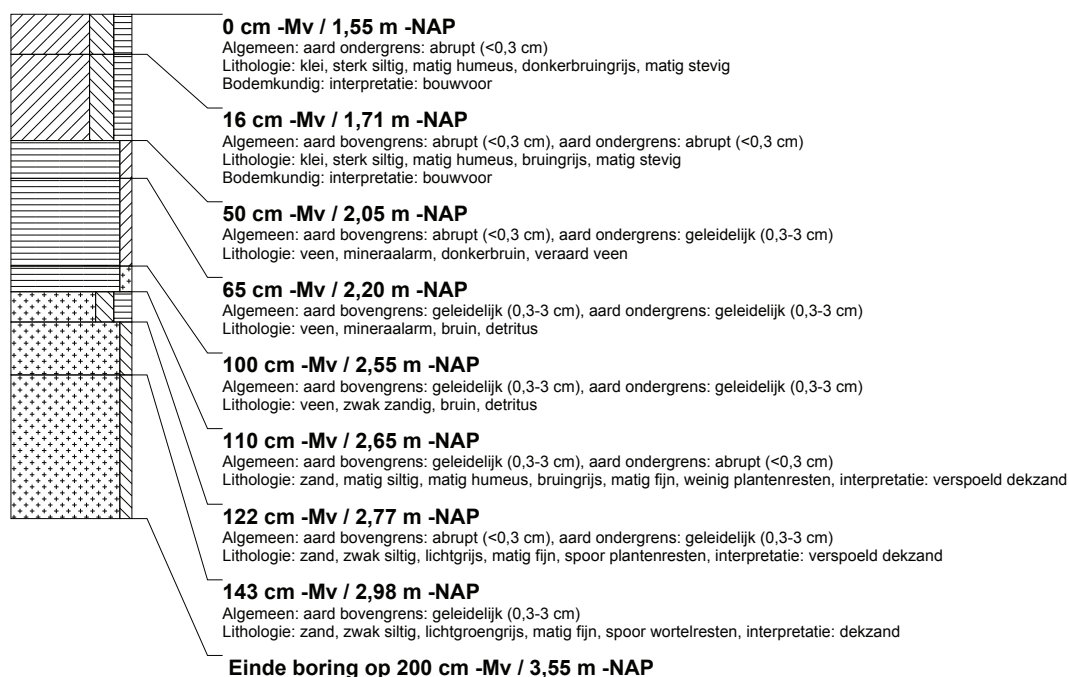 0 cm -Mv / 1,55 m -NAP
Algemeen: aard ondergrens: abrupt (<0,3 cm)
Lithologie: klei, sterk siltig, matig humeus, donkerbruingrijs, matig stevig
Bodemkundig: interpretatie: bouwvoor
16 cm -Mv / 1,71 m -NAP
Algemeen: aard bovengrens: abrupt (<0,3 cm), aard ondergrens: abrupt (<0,3 cm)
Lithologie: klei, sterk siltig, matig humeus, bruingrijs, matig stevig
Bodemkundig: interpretatie: bouwvoor
50 cm -Mv / 2,05 m -NAP
Algemeen: aard bovengrens: abrupt (<0,3 cm), aard ondergrens: geleidelijk (0,3-3 cm)
Lithologie: veen, mineraalarm, donkerbruin, veraard veen
65 cm -Mv / 2,20 m -NAP
Algemeen: aard bovengrens: geleidelijk (0,3-3 cm), aard ondergrens: geleidelijk (0,3-3 cm)
Lithologie: veen, mineraalarm, bruin, detritus
100 cm -Mv / 2,55 m -NAP
Algemeen: aard bovengrens: geleidelijk (0,3-3 cm), aard ondergrens: geleidelijk (0,3-3 cm)
Lithologie: veen, zwak zandig, bruin, detritus
110 cm -Mv / 2,65 m -NAP
Algemeen: aard bovengrens: geleidelijk (0,3-3 cm), aard ondergrens: abrupt (<0,3 cm)
Lithologie: zand, matig siltig, matig humeus, bruingrijs, matig fijn, weinig plantenresten, interpretatie: verspoeld dekzand
122 cm -Mv / 2,77 m -NAP
Algemeen: aard bovengrens: abrupt (<0,3 cm), aard ondergrens: geleidelijk (0,3-3 cm)
Lithologie: zand, zwak siltig, lichtgrijs, matig fijn, spoor plantenresten, interpretatie: verspoeld dekzand
143 cm -Mv / 2,98 m -NAP
Algemeen: aard bovengrens: geleidelijk (0,3-3 cm)
Lithologie: zand, zwak siltig, lichtgroengrijs, matig fijn, spoor wortelresten, interpretatie: dekzand
Einde boring op 200 cm -Mv / 3,55 m -NAP